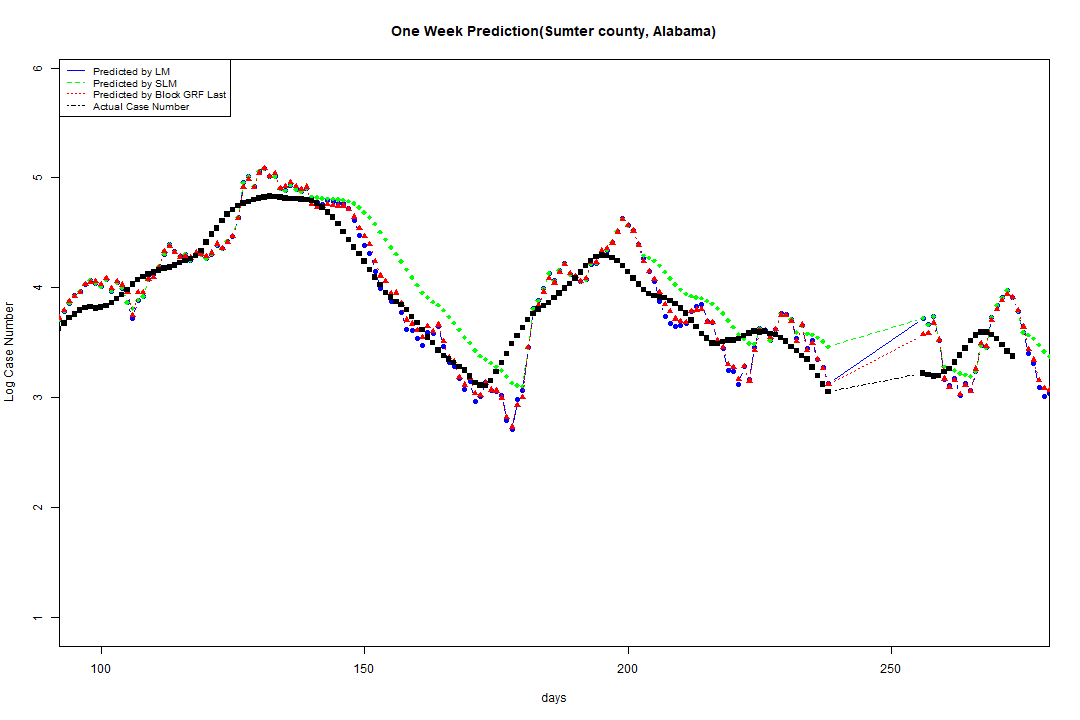 One Week Prediction(Sumter county, Alabama)
Predicted by LM
Predicted by SLM
Predicted by Block GRF Last
Actual Case Number
6
5
4
3
2
1
Log Case Number
100
150
200
250
days